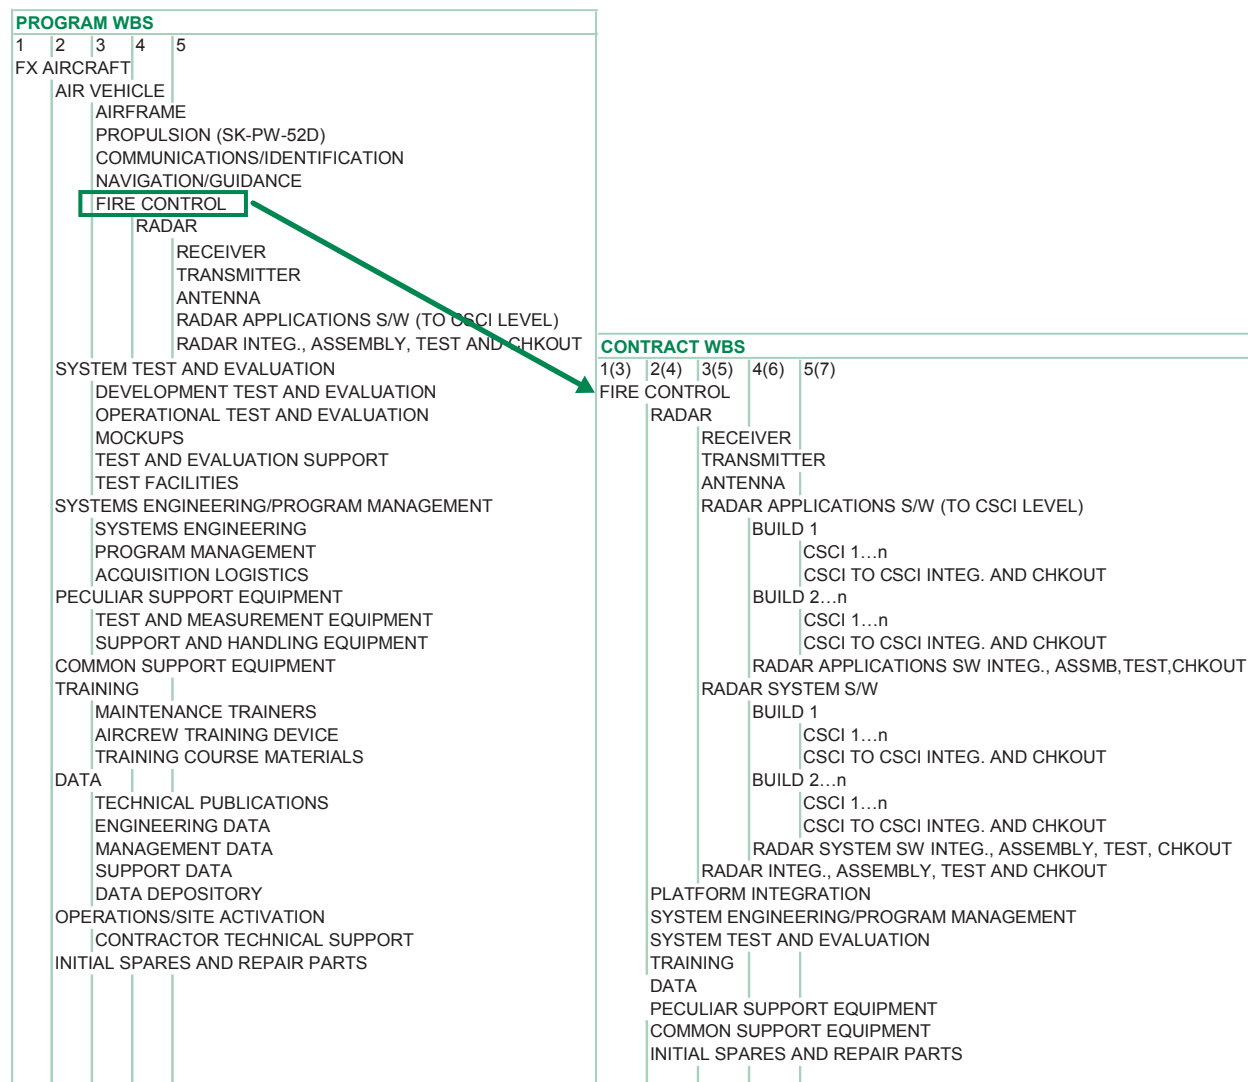 PROGRAM WBS
1 2 3 4 5
FX AIRCRAFT
AIR VEHICLE
AIRFRAME
PROPULSION (SK-PW-52D)
COMMUNICATIONS/IDENTIFICATION
NAVIGATION/GUIDANCE
FIRE CONTROL
RADAR
RECEIVER
TRANSMITTER
ANTENNA
RADAR APPLICATIONS S/W (TO CSCI LEVEL)
RADAR INTEG., ASSEMBLY, TEST AND CHKOUT
SYSTEM TEST AND EVALUATION
DEVELOPMENT TEST AND EVALUATION
OPERATIONAL TEST AND EVALUATION
MOCKUPS
TEST AND EVALUATION SUPPORT
TEST FACILITIES
SYSTEMS ENGINEERING/PROGRAM MANAGEMENT
SYSTEMS ENGINEERING
PROGRAM MANAGEMENT
ACQUISITION LOGISTICS
PECULIAR SUPPORT EQUIPMENT
TEST AND MEASUREMENT EQUIPMENT
SUPPORT AND HANDLING EQUIPMENT
COMMON SUPPORT EQUIPMENT
TRAINING
MAINTENANCE TRAINERS
AIRCREW TRAINING DEVICE
TRAINING COURSE MATERIALS
DATA
TECHNICAL PUBLICATIONS
ENGINEERING DATA
MANAGEMENT DATA
SUPPORT DATA
DATA DEPOSITORY
OPERATIONS/SITE ACTIVATION
CONTRACTOR TECHNICAL SUPPORT
INITIAL SPARES AND REPAIR PARTS
CONTRACT WBS
1(3) 2(4) 3(5) 4(6) 5(7)
FIRE CONTROL
RADAR
RECEIVER
TRANSMITTER
ANTENNA
RADAR APPLICATIONS S/W (TO CSCI LEVEL)
BUILD 1
CSCI 1…n
CSCI TO CSCI INTEG. AND CHKOUT
BUILD 2…n
CSCI 1…n
CSCI TO CSCI INTEG. AND CHKOUT
RADAR APPLICATIONS SW INTEG., ASSMB,TEST,CHKOUT
RADAR SYSTEM S/W
BUILD 1
CSCI 1…n
CSCI TO CSCI INTEG. AND CHKOUT
BUILD 2…n
CSCI 1…n
CSCI TO CSCI INTEG. AND CHKOUT
RADAR SYSTEM SW INTEG., ASSEMBLY, TEST, CHKOUT
RADAR INTEG., ASSEMBLY, TEST AND CHKOUT
PLATFORM INTEGRATION
SYSTEM ENGINEERING/PROGRAM MANAGEMENT
SYSTEM TEST AND EVALUATION
TRAINING
DATA
PECULIAR SUPPORT EQUIPMENT
COMMON SUPPORT EQUIPMENT
INITIAL SPARES AND REPAIR PARTS